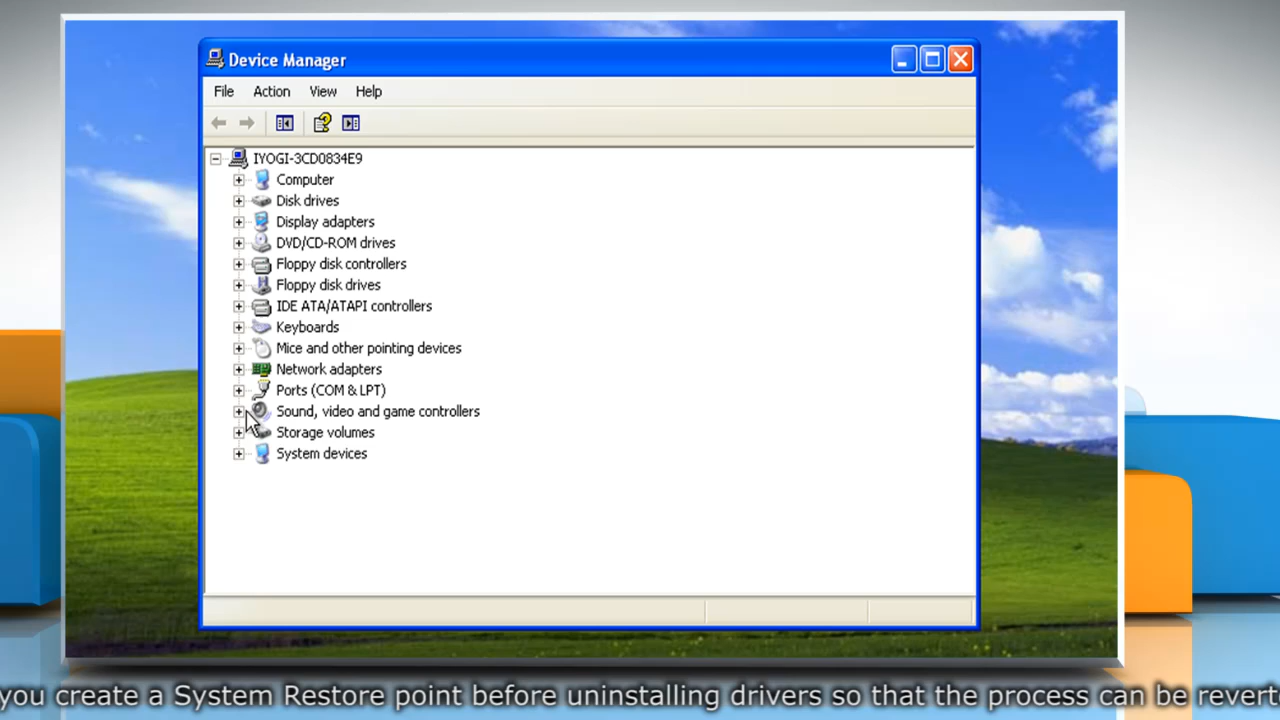 Device Manager
File Action View Help
IYOGI-3CD0834E9
Computer
Disk drives
Display adapters
DVD/CD-ROM drives
Floppy disk controllers
Floppy disk drives
IDE ATA/ATAPI controllers
Keyboards
Mice and other pointing devices
Network adapters
Ports (COM & LPT)
Sound, video and game controllers
Storage volumes
System devices
you create a System Restore point before uninstalling drivers so that the process can be reverte